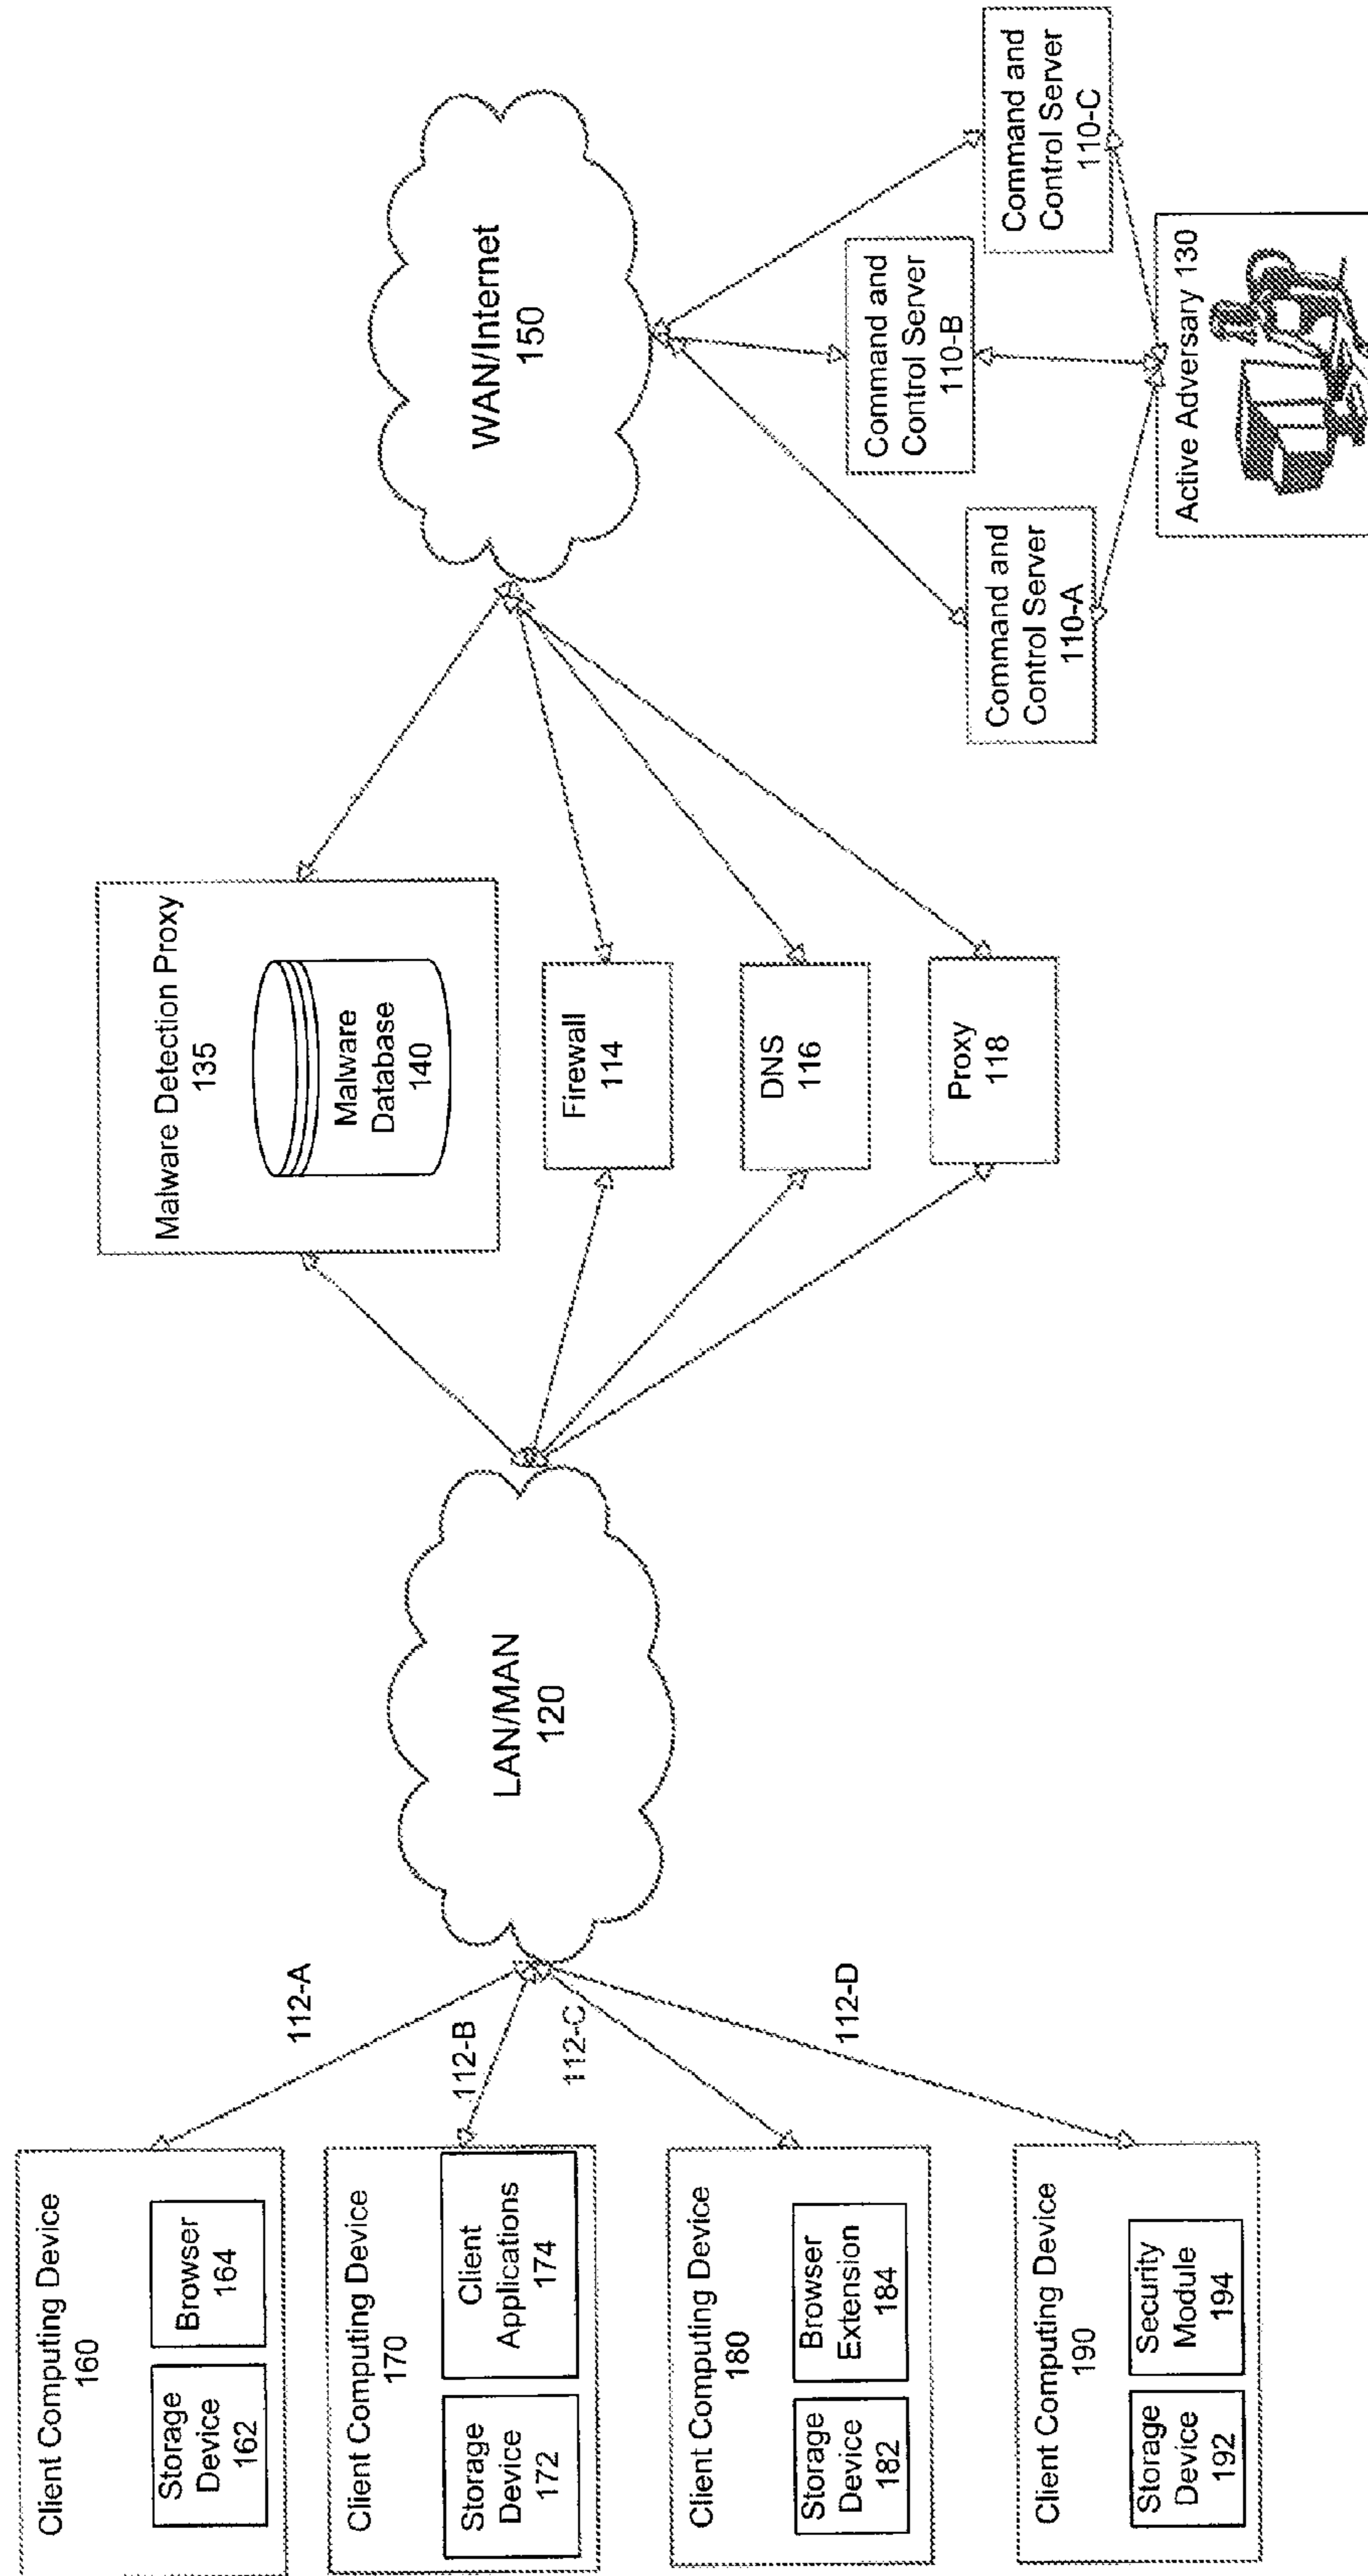 Client Computing Device
160
Storage
Device
162
Browser
164
Client Computing Device
170
Storage
Device
172
Client
Applications
174
Client Computing Device
180
Storage
Device
182
Browser
Extension
184
Client Computing Device
190
Storage
Device
192
Security
Module
194
112-A
112-B
112-C
112-D
LAN/MAN
120
Malware Detection Proxy
135
Malware
Database
140
Firewall
114
DNS
116
Proxy
118
WAN/Internet
150
Command and
Control Server
110-A
Command and
Control Server
110-B
Command and
Control Server
110-C
Active Adversary 130